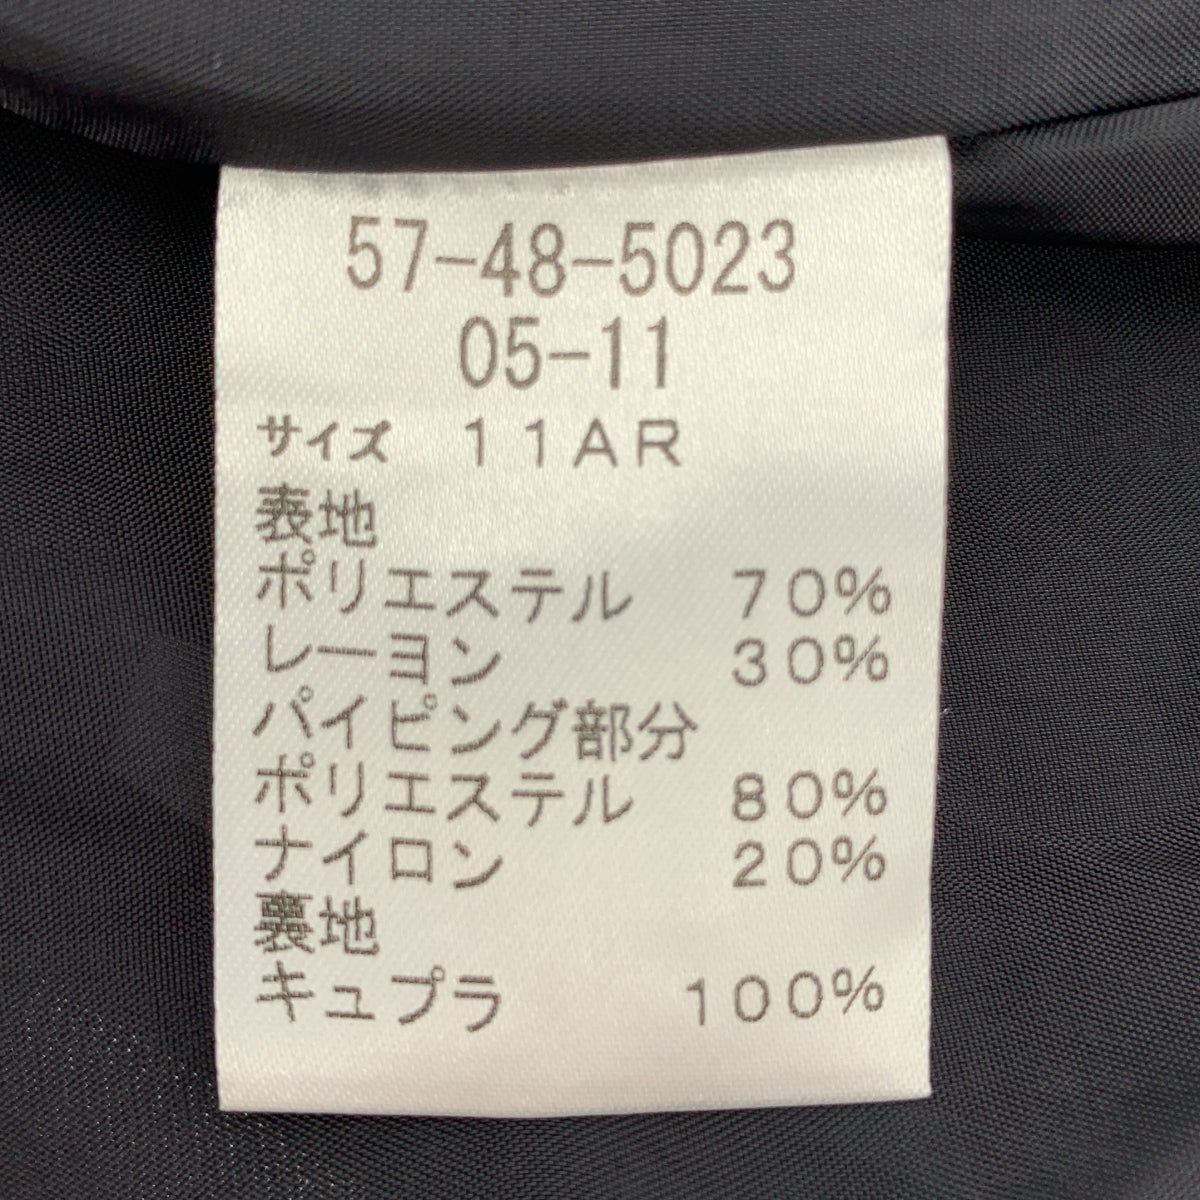 57-48-5023
05-11
サイズ　１１ＡＲ
表地
ポリエステル　７０％
レーヨン　３０％
パイピング部分
ポリエステル　８０％
ナイロン　２０％
裏地
キュプラ　１００％